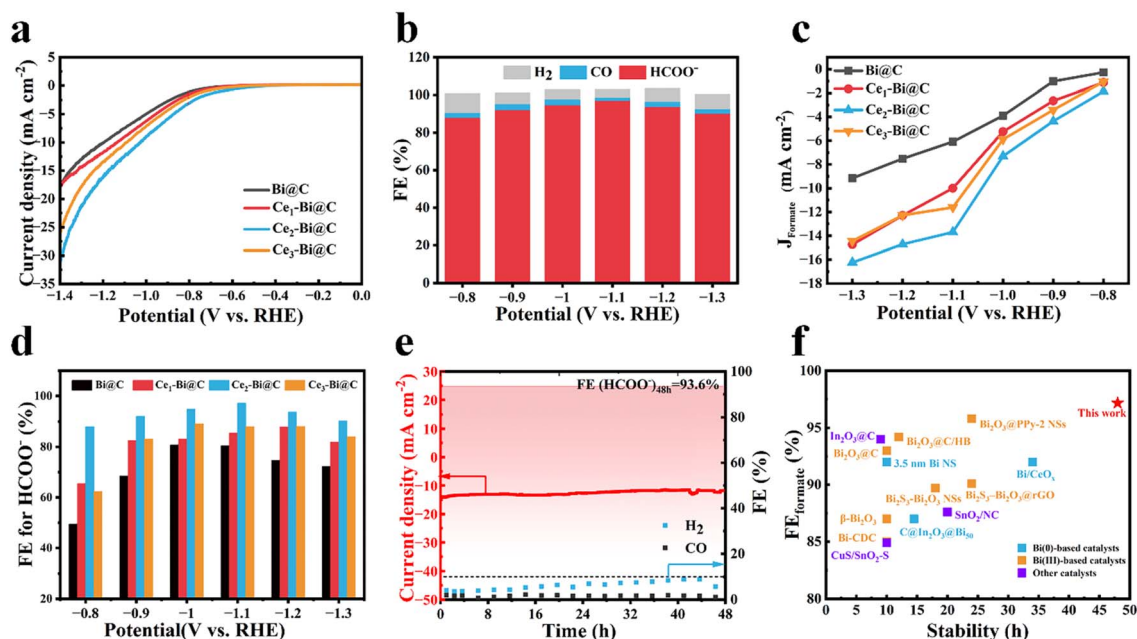 a
Current density (mA cm⁻²)
5
0
−5
−10
−15
−20
−25
−30
−35
Bi@C
Ce₁-Bi@C
Ce₂-Bi@C
Ce₃-Bi@C
−1.4 −1.2 −1.0 −0.8 −0.6 −0.4 −0.2 0.0
Potential (V vs. RHE)
b
FE (%)
120
100
80
60
40
20
0
H₂ CO HCOO⁻
−0.8 −0.9 −1 −1.1 −1.2 −1.3
Potential (V vs. RHE)
c
J_Formate (mA cm⁻²)
0
−2
−4
−6
−8
−10
−12
−14
−16
−18
Bi@C
Ce₁-Bi@C
Ce₂-Bi@C
Ce₃-Bi@C
−1.3 −1.2 −1.1 −1.0 −0.9 −0.8
Potential (V vs. RHE)
d
FE for HCOO⁻ (%)
100
80
60
40
20
Bi@C Ce₁-Bi@C Ce₂-Bi@C Ce₃-Bi@C
−0.8 −0.9 −1 −1.1 −1.2 −1.3
Potential(V vs. RHE)
e
Current density (mA cm⁻²)
30
25
20
15
10
5
0
−5
−10
−15
−20
−25
−30
−35
−40
−45
−50
FE (HCOO⁻)₄₈ₕ=93.6%
H₂
CO
100
80
60
40
20
10
0
FE (%)
0 8 16 24 32 40 48
Time (h)
f
FE_formate (%)
100
95
90
85
80
This work
Bi₂O₃@PPy-2 NSs
Bi₂O₃@C/HB
In₂O₃@C
Bi₂O₃@C
3.5 nm Bi NS
Bi/CeOₓ
Bi₂S₃-Bi₂O₃ NSs
Bi₂S₃–Bi₂O₃@rGO
SnO₂/NC
β-Bi₂O₃
C@In₂O₃@Bi₅₀
Bi-CDC
CuS/SnO₂-S
Bi(0)-based catalysts
Bi(III)-based catalysts
Other catalysts
0 5 10 15 20 25 30 35 40 45 50
Stability (h)